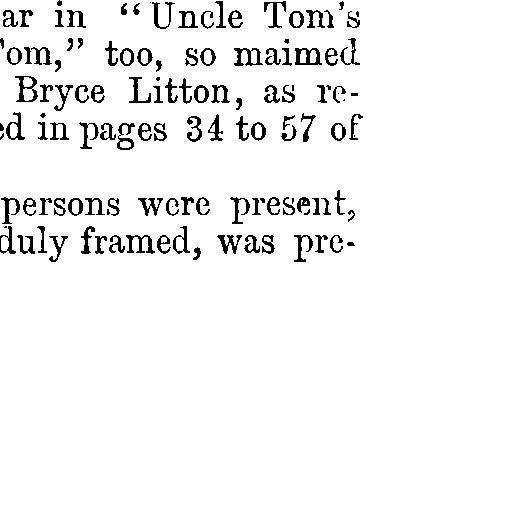 ar in “Uncle Tom’s
Tom,” too, so maimed
Bryce Litton, as re-
ed in pages 34 to 57 of
persons were present,
duly framed, was pre-